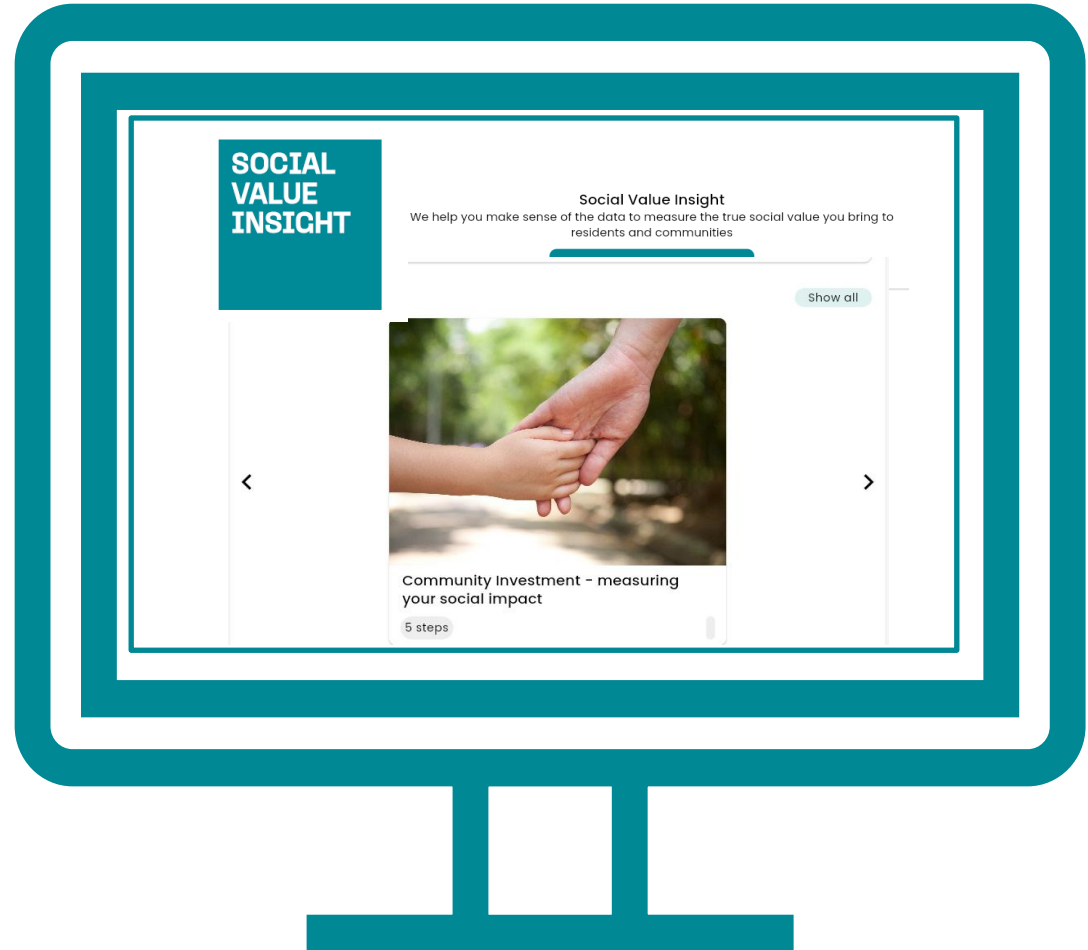 SOCIAL
VALUE
INSIGHT
Social Value Insight
We help you make sense of the data to measure the true social value you bring to
residents and communities
Show all
Community Investment - measuring
your social impact
5 steps